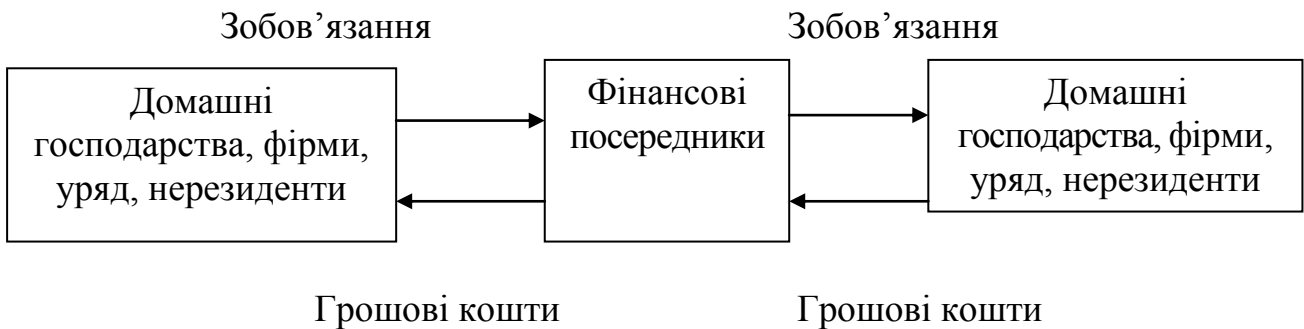 Зобов’язання
Зобов’язання
Домашні
господарства, фірми,
уряд, нерезиденти
Фінансові
посередники
Домашні
господарства, фірми,
уряд, нерезиденти
Грошові кошти
Грошові кошти